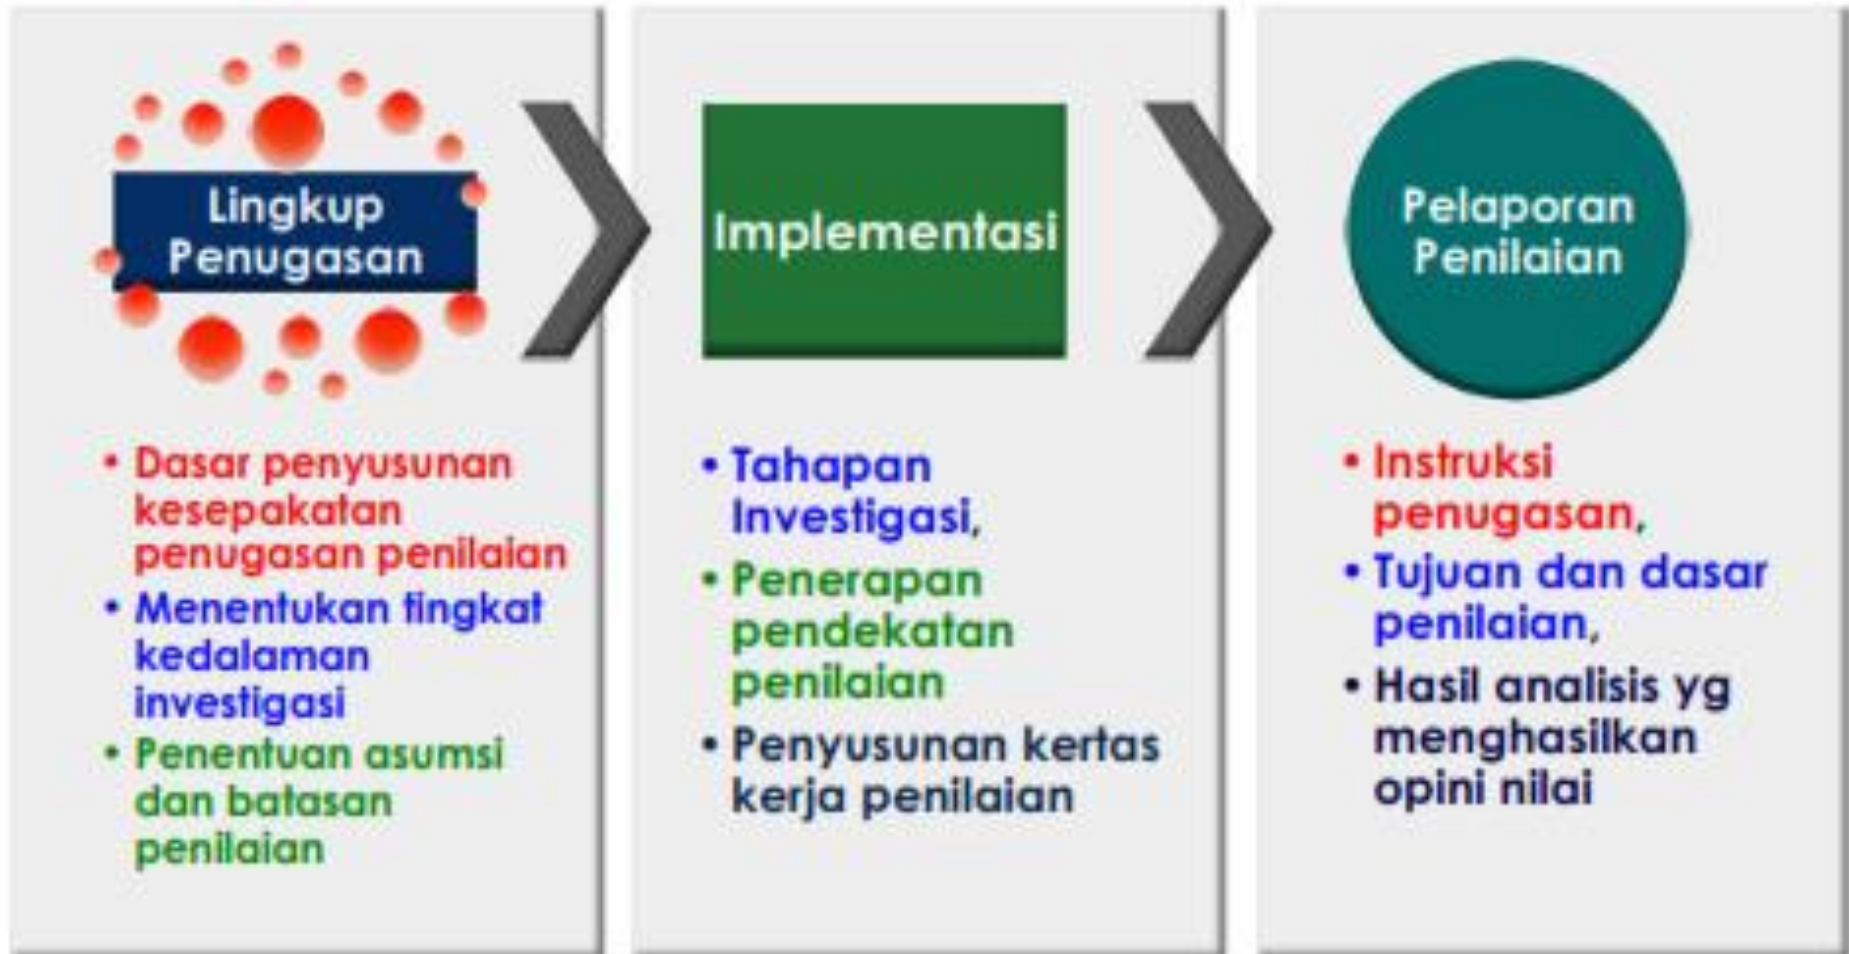 Lingkup
Penugasan
• Dasar penyusunan
kesepakatan
penugasan penilaian
• Menentukan tingkat
kedalaman
investigasi
• Penentuan asumsi
dan batasan
penilaian
Implementasi
• Tahapan
Investigasi,
• Penerapan
pendekatan
penilaian
• Penyusunan kertas
kerja penilaian
Pelaporan
Penilaian
• Instruksi
penugasan,
• Tujuan dan dasar
penilaian,
• Hasil analisis yg
menghasilkan
opini nilai